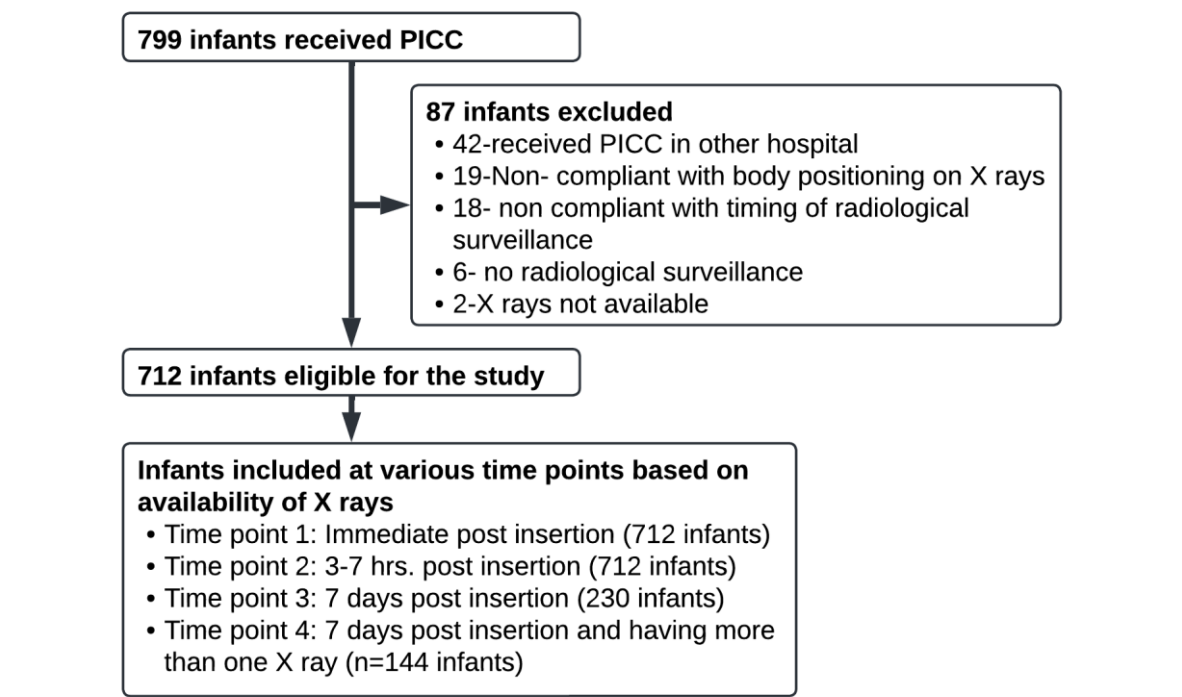 799 infants received PICC
87 infants excluded
• 42-received PICC in other hospital
• 19-Non- compliant with body positioning on X rays
• 18- non compliant with timing of radiological
surveillance
• 6- no radiological surveillance
• 2-X rays not available
712 infants eligible for the study
Infants included at various time points based on
availability of X rays
• Time point 1: Immediate post insertion (712 infants)
• Time point 2: 3-7 hrs. post insertion (712 infants)
• Time point 3: 7 days post insertion (230 infants)
• Time point 4: 7 days post insertion and having more
than one X ray (n=144 infants)